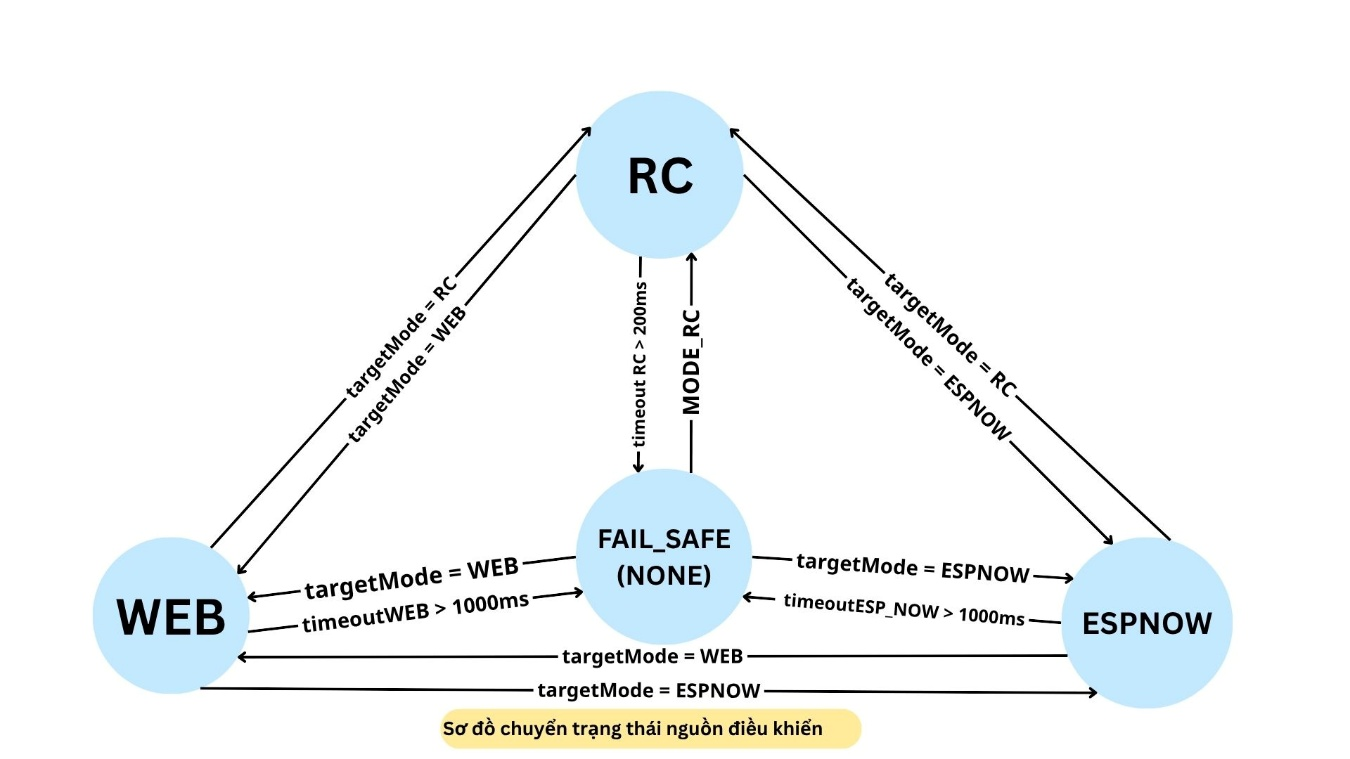 RC
targetMode = RC
targetMode = WEB
timeout RC > 200ms
MODE_RC
targetMode = RC
targetMode = ESPNOW
FAIL_SAFE
(NONE)
WEB
targetMode = WEB
timeoutWEB > 1000ms
targetMode = ESPNOW
timeoutESP_NOW > 1000ms
ESPNOW
targetMode = WEB
targetMode = ESPNOW
Sơ đồ chuyển trạng thái nguồn điều khiển